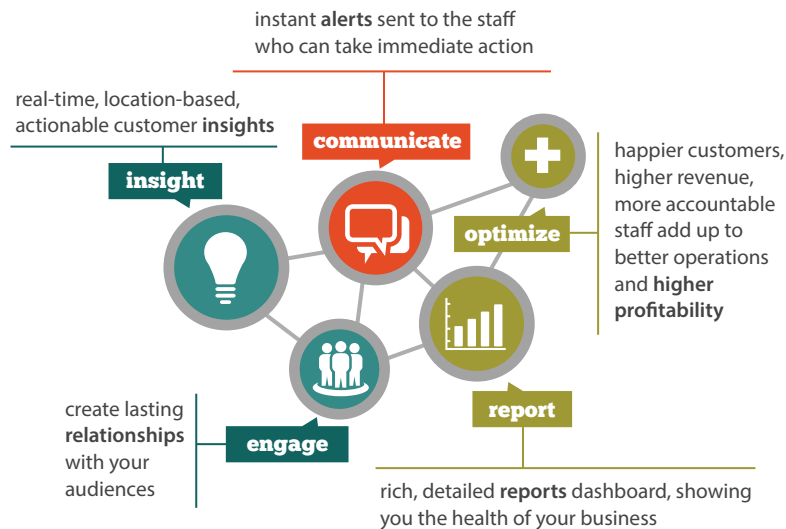 instant alerts sent to the staff
who can take immediate action
real-time, location-based,
actionable customer insights
communicate
insight
happier customers,
higher revenue,
more accountable
staff add up to
better operations
and higher
profitability
optimize
report
create lasting
relationships
with your
audiences
engage
rich, detailed reports dashboard, showing
you the health of your business